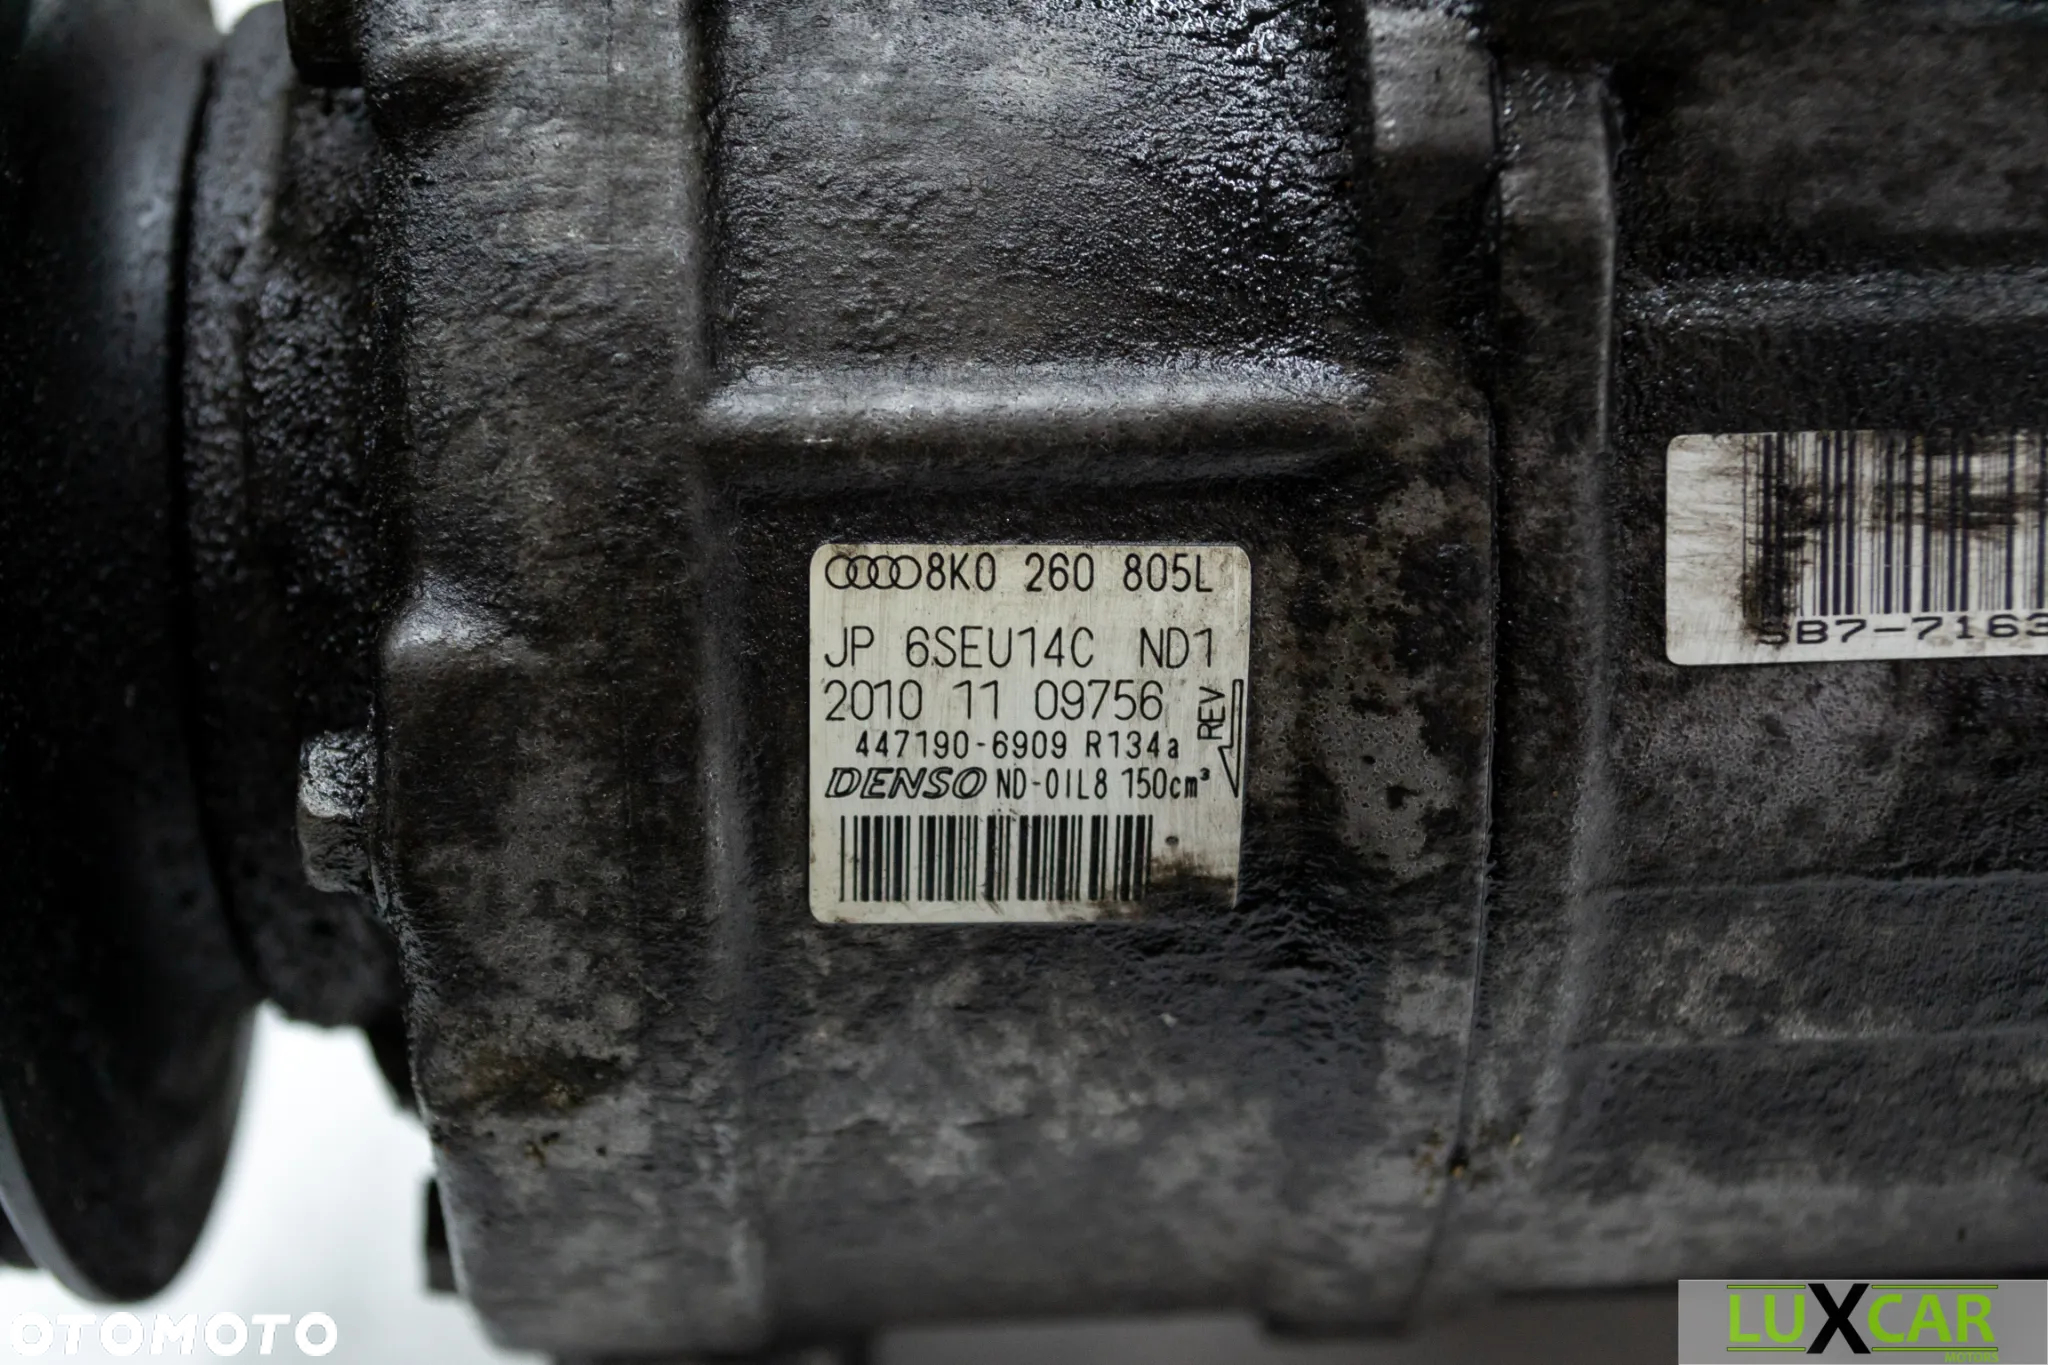 8K0 260 805L
JP 6SEU14C ND1
2010 11 09756
REV
447190-6909 R134a
DENSO ND-OIL8 150cm³
SB7-7163
OTOMOTO
LUXCAR
MOTORS